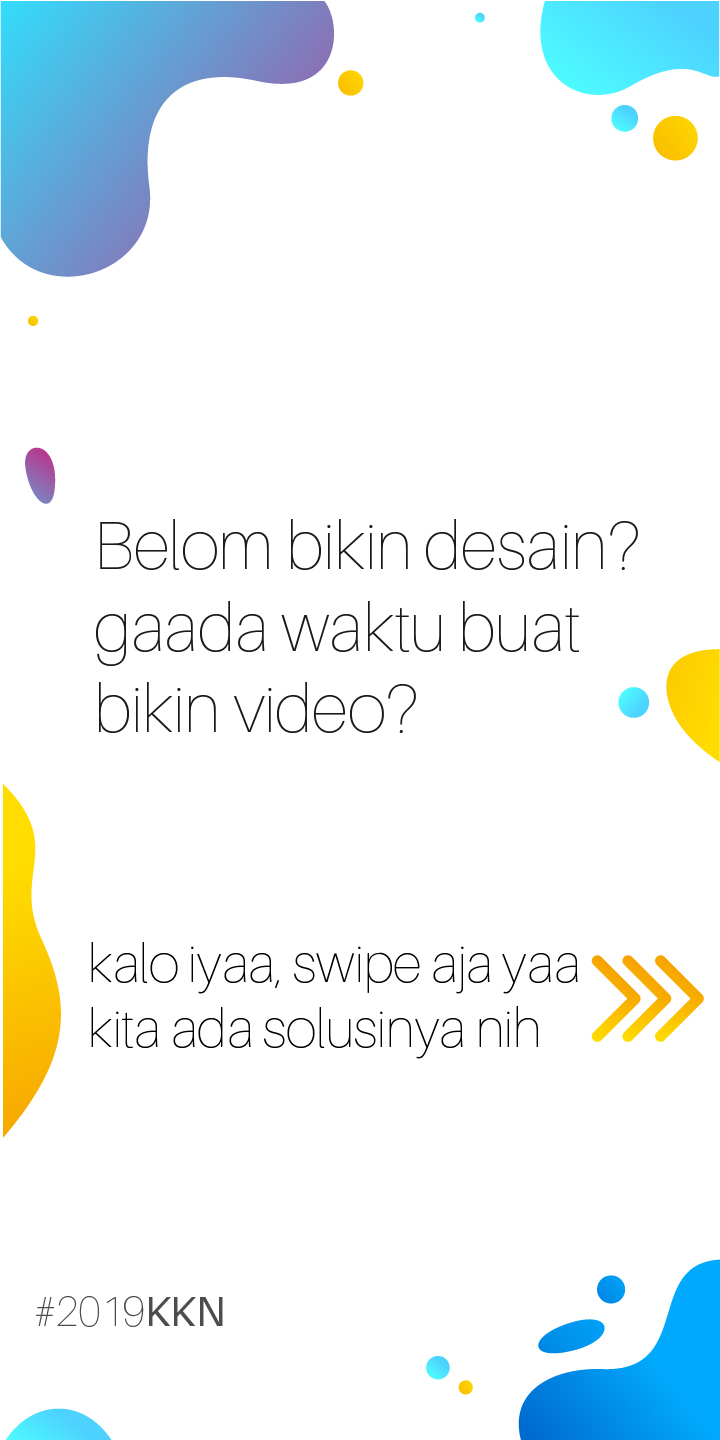 Belom bikin desain?
gaada waktu buat
bikin video?
kalo iyaa, swipe aja yaa
kita ada solusinya nih
#2019KKN